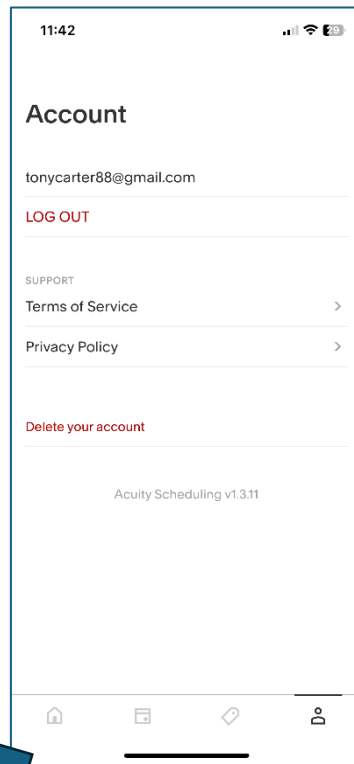 11:42
29
Account
tonycarter88@gmail.com
LOG OUT
SUPPORT
Terms of Service
Privacy Policy
Delete your account
Acuity Scheduling v1.3.11